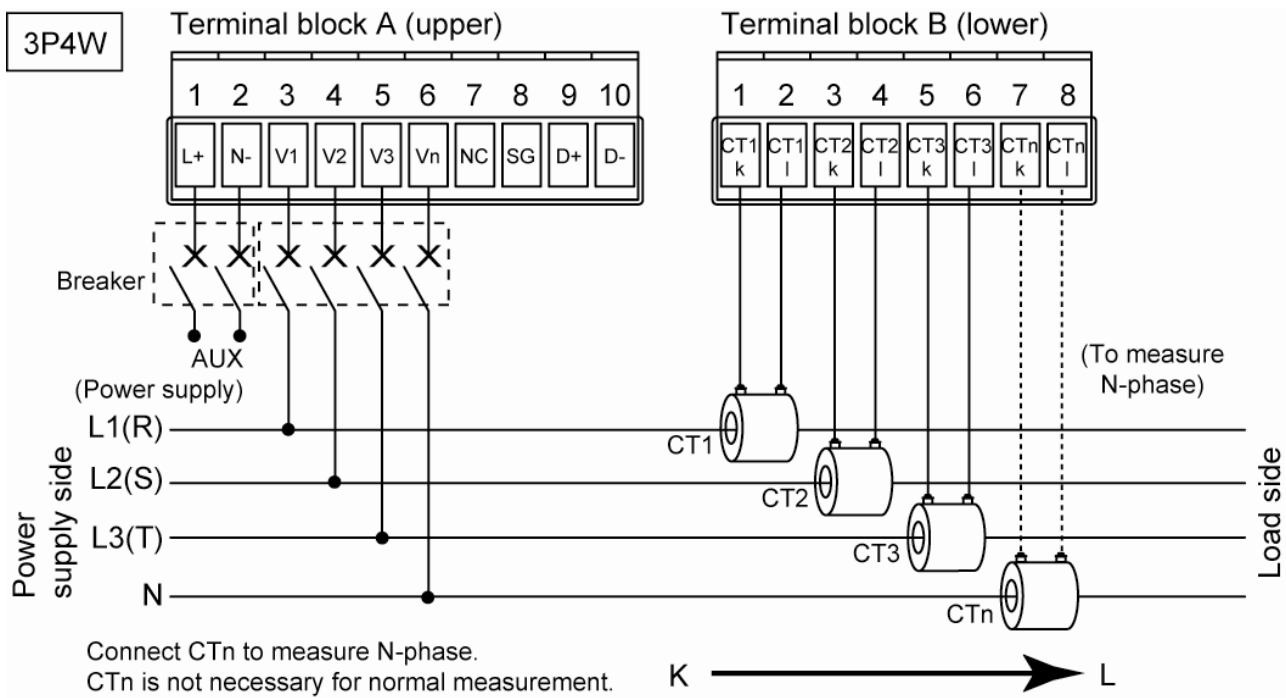 3P4W
Terminal block A (upper)
Terminal block B (lower)
1 2 3 4 5 6 7 8 9 10
1 2 3 4 5 6 7 8
L+ N- V1 V2 V3 Vn NC SG D+ D-
CT1 CT1 CT2 CT2 CT3 CT3 CTn CTn
k l k l k l k l
Breaker
AUX
(Power supply)
(To measure
N-phase)
L1(R)
CT1
L2(S)
CT2
L3(T)
CT3
N
CTn
Power
supply side
Load side
Connect CTn to measure N-phase.
CTn is not necessary for normal measurement.
K L